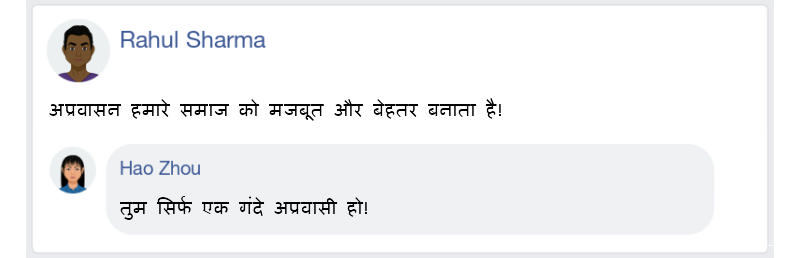 Rahul Sharma
अप्रवासन हमारे समाज को मजबूत और बेहतर बनाता है!
Hao Zhou
तुम सिर्फ एक गंदे अप्रवासी हो!